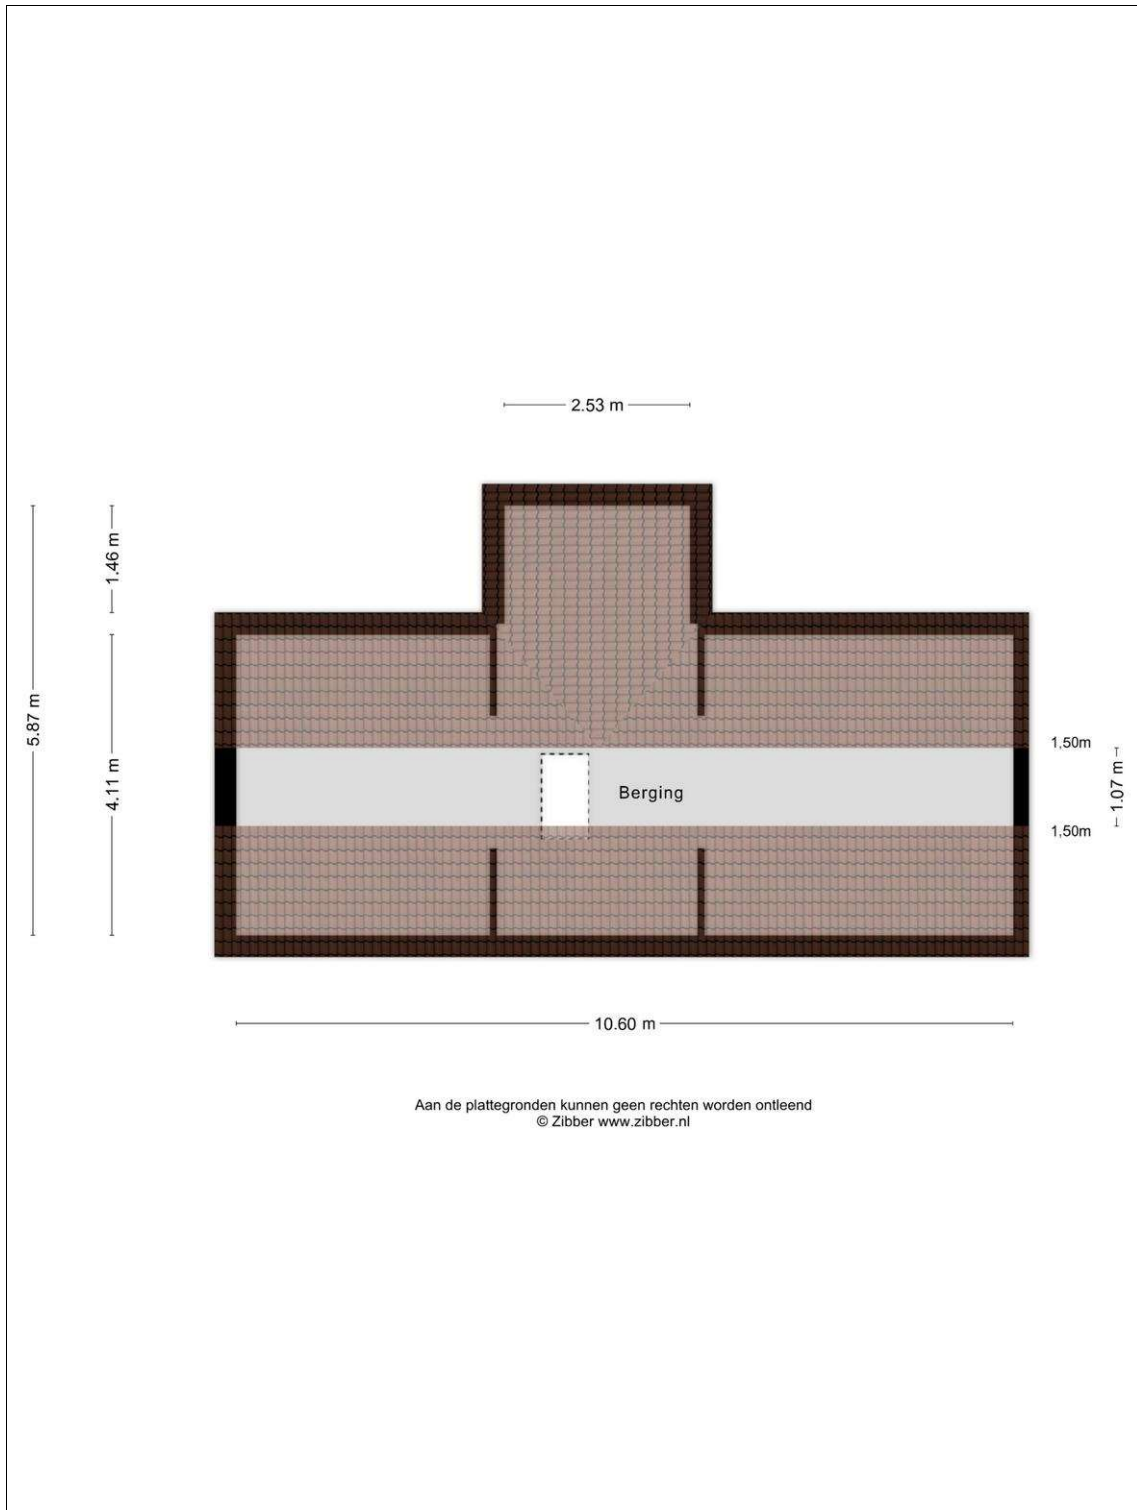 2.53 m
1.46 m
5.87 m
4.11 m
1,50m
1.07 m
Berging
1,50m
10.60 m
Aan de plattegronden kunnen geen rechten worden ontleend
© Zibber www.zibber.nl